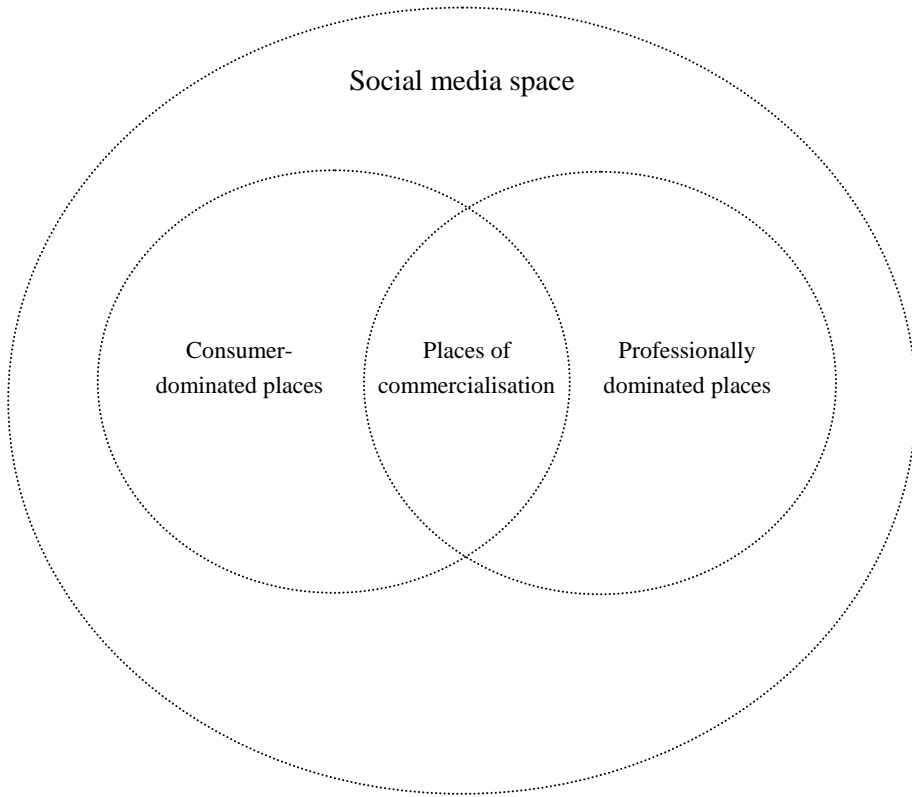 Social media space
Consumer-
dominated places
Places of
commercialisation
Professionally
dominated places